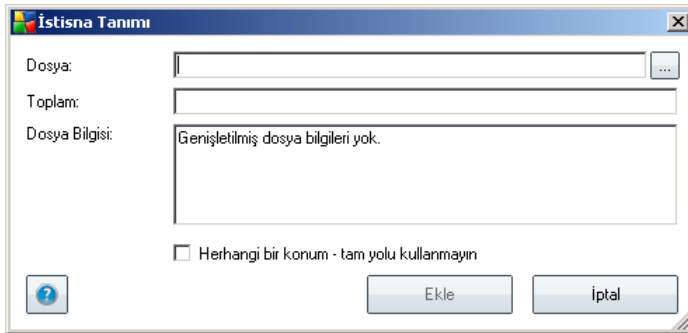 İstisna Tanımı
Dosya:
...
Toplam:
Dosya Bilgisi:
Genişletilmiş dosya bilgileri yok.
Herhangi bir konum - tam yolu kullanmayın
?
Ekle
İptal